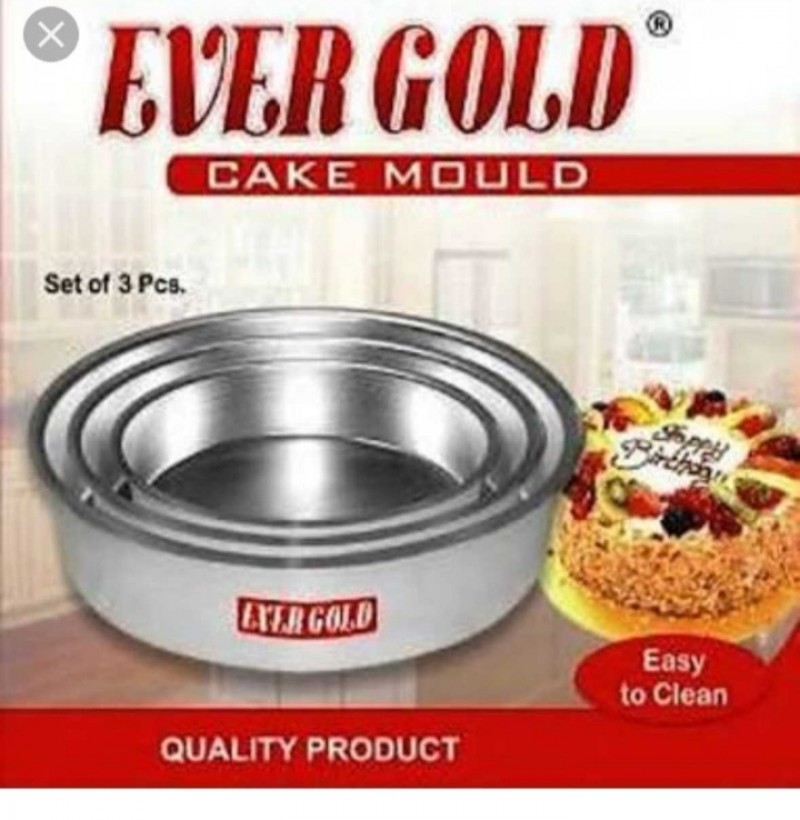 EVER GOLD®
CAKE MOULD
Set of 3 Pcs.
Happy
Birthday
EVER GOLD
Easy
to Clean
QUALITY PRODUCT